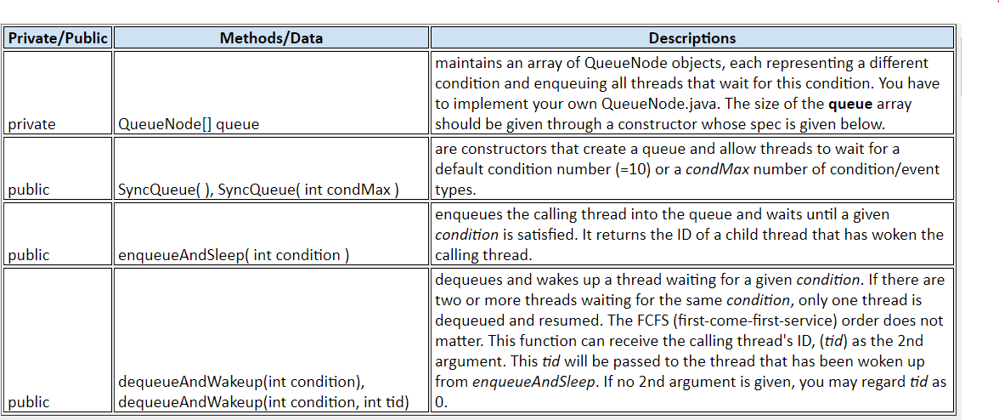 Private/Public Methods/Data Descriptions
maintains an array of QueueNode objects, each representing a different
condition and enqueuing all threads that wait for this condition. You have
to implement your own QueueNode.java. The size of the queue array
private QueueNode[] queue should be given through a constructor whose spec is given below.
are constructors that create a queue and allow threads to wait for a
default condition number (=10) or a condMax number of condition/event
public SyncQueue( ), SyncQueue( int condMax ) types.
enqueues the calling thread into the queue and waits until a given
condition is satisfied. It returns the ID of a child thread that has woken the
public enqueueAndSleep( int condition ) calling thread.
dequeues and wakes up a thread waiting for a given condition. If there are
two or more threads waiting for the same condition, only one thread is
dequeued and resumed. The FCFS (first-come-first-service) order does not
matter. This function can receive the calling thread's ID, (tid) as the 2nd
argument. This tid will be passed to the thread that has been woken up
dequeueAndWakeup(int condition), from enqueueAndSleep. If no 2nd argument is given, you may regard tid as
public dequeueAndWakeup(int condition, int tid) 0.